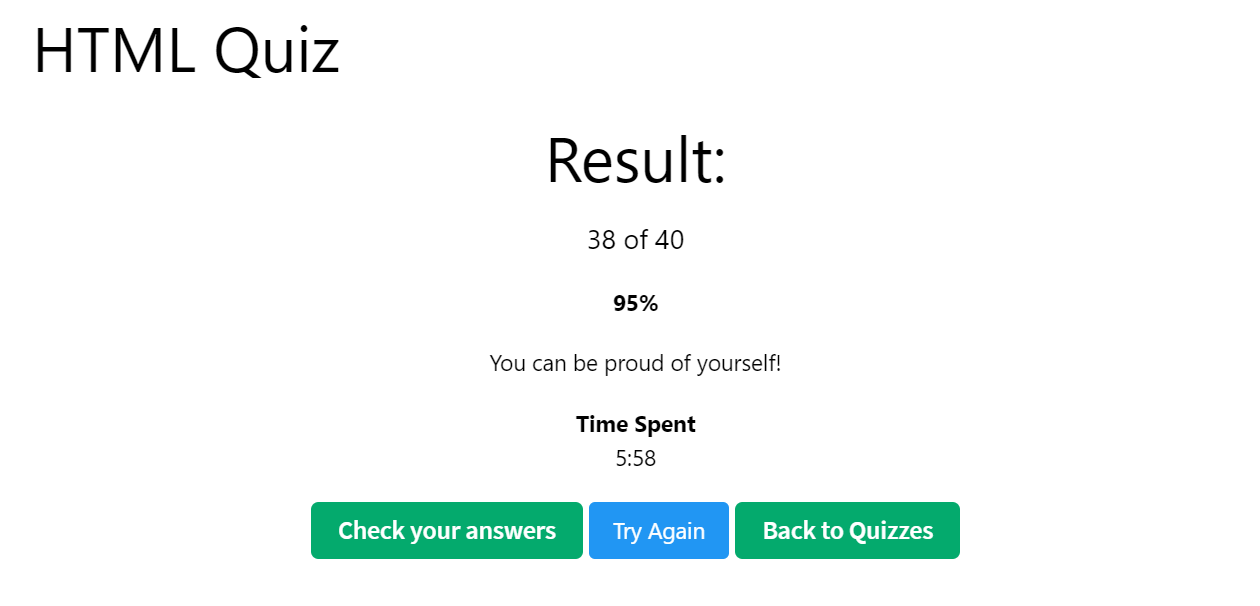 HTML Quiz
Result:
38 of 40
95%
You can be proud of yourself!
Time Spent
5:58
Check your answers
Try Again
Back to Quizzes